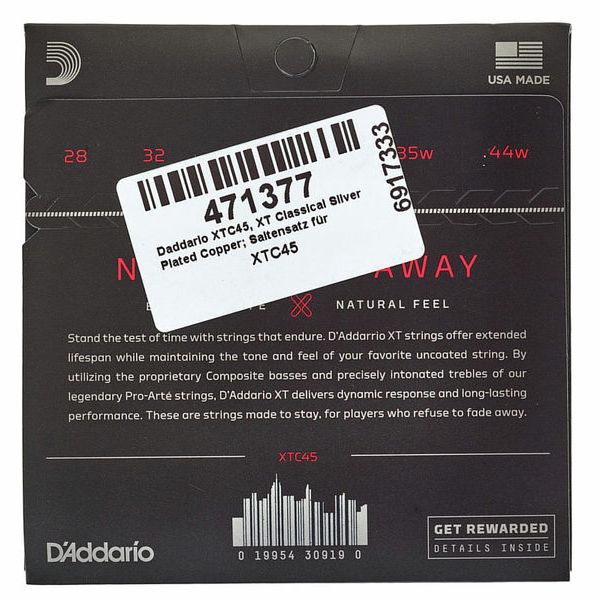 USA MADE
28 32 35w 44w
471377
6917333
Daddario XTC45, XT Classical Silver
Plated Copper; Saitensatz für
XTC45
AWAY
NATURAL FEEL
Stand the test of time with strings that endure. D'Addarrio XT strings offer extended
lifespan while maintaining the tone and feel of your favorite uncoated string. By
utilizing the proprietary Composite basses and precisely intonated trebles of our
legendary Pro-Arté strings, D'Addario XT delivers dynamic response and long-lasting
performance. These are strings made to stay, for players who refuse to fade away.
XTC45
D'Addario
0 19954 30919 0
GET REWARDED
DETAILS INSIDE